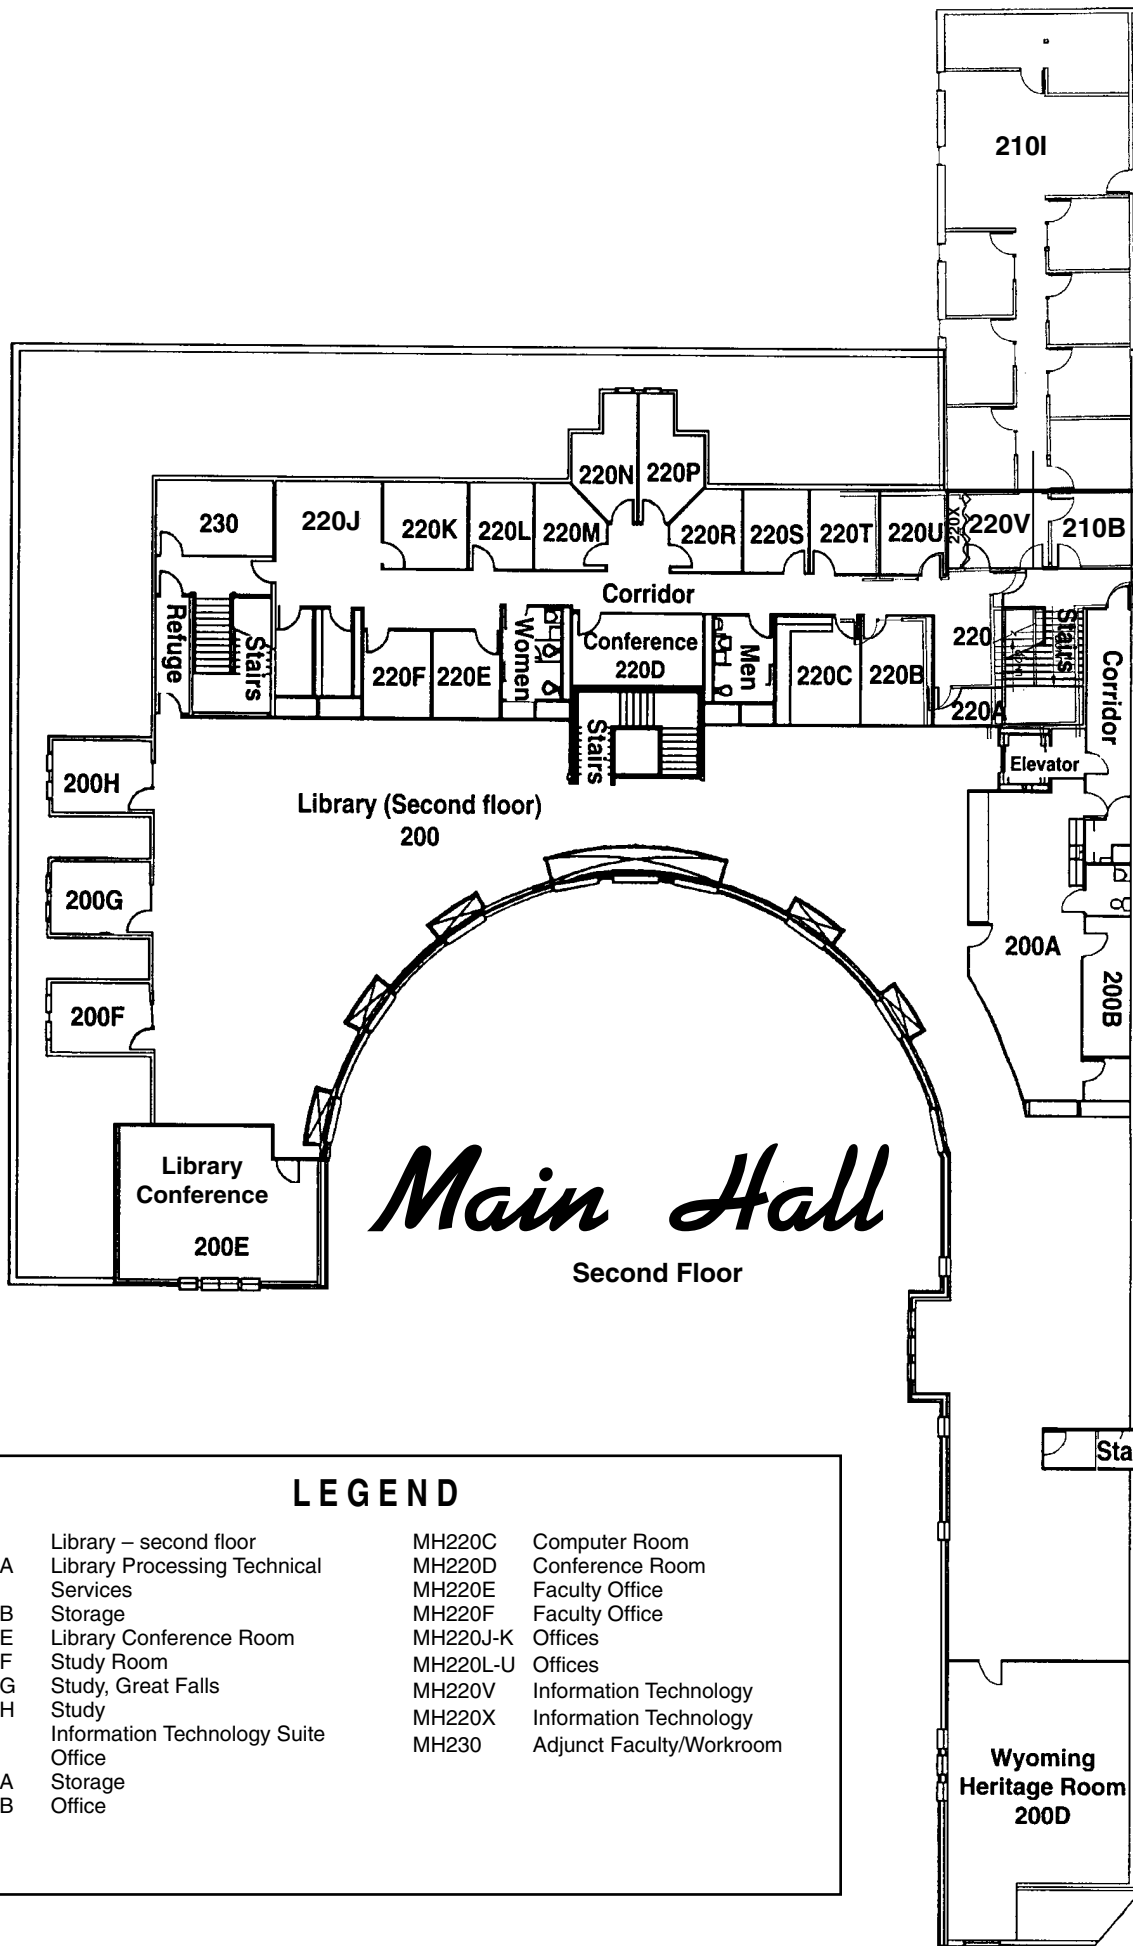 210I
220N
220P
230
220J
220K
220L
220M
220R
220S
220T
220U
220X
220V
210B
Corridor
Refuge
Stairs
220F
220E
Women
Conference
220D
Men
220C
220B
220
220A
Stairs
Corridor
Stairs
Elevator
200H
Library (Second floor)
200
200G
200A
200B
200F
Library
Conference
200E
Main Hall
Second Floor
Sta
Wyoming
Heritage Room
200D
LEGEND
Library – second floor
A Library Processing Technical
Services
B Storage
E Library Conference Room
F Study Room
G Study, Great Falls
H Study
Information Technology Suite
Office
A Storage
B Office
MH220C Computer Room
MH220D Conference Room
MH220E Faculty Office
MH220F Faculty Office
MH220J-K Offices
MH220L-U Offices
MH220V Information Technology
MH220X Information Technology
MH230 Adjunct Faculty/Workroom